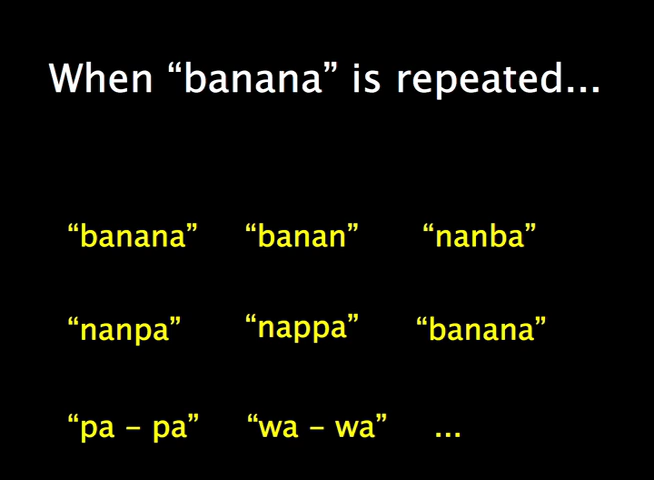 When “banana” is repeated...
“banana” “banan” “nanba”
“nanpa” “nappa” “banana”
“pa – pa” “wa – wa” ...